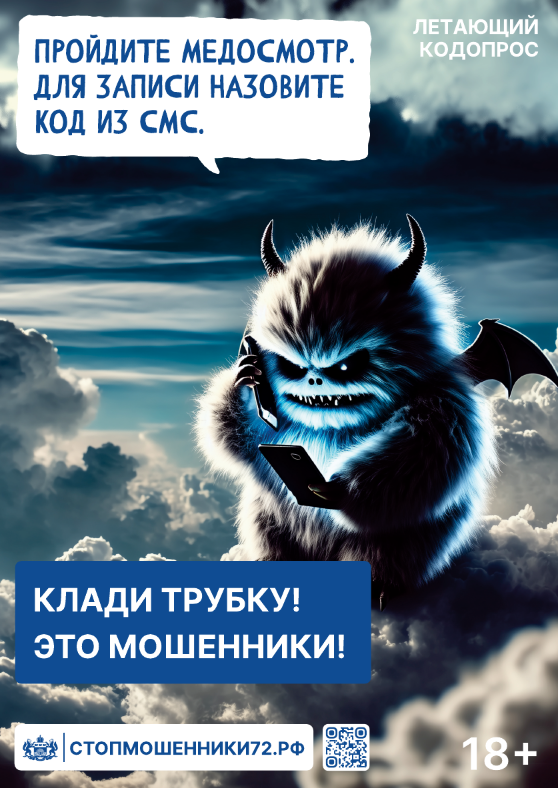 ПРОЙДИТЕ МЕДОСМОТР.
ДЛЯ ЗАПИСИ НАЗОВИТЕ
КОД ИЗ СМС.
ЛЕТАЮЩИЙ
КОДОПРОС
КЛАДИ ТРУБКУ!
ЭТО МОШЕННИКИ!
СТОПМОШЕННИКИ72.РФ
18+